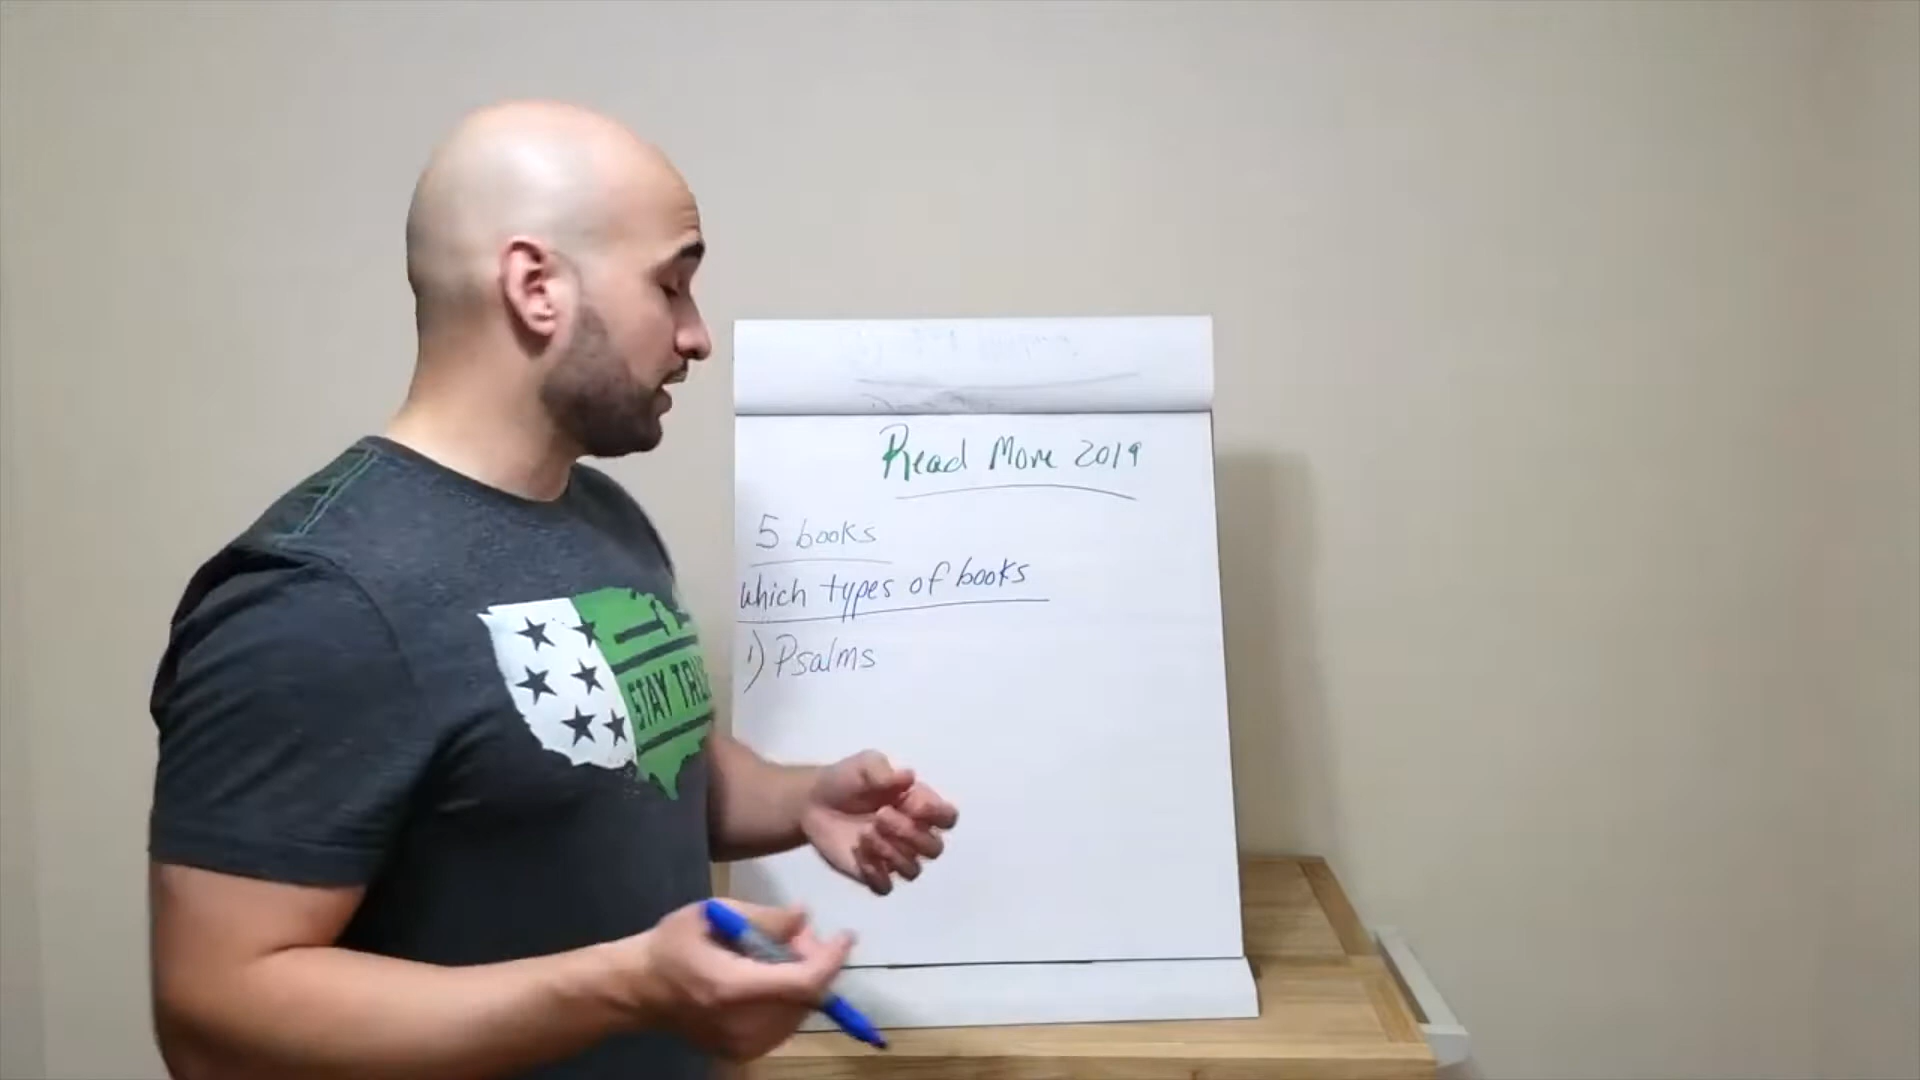 Read More 2019
5 books
which types of books
1) Psalms
STAY TRUE